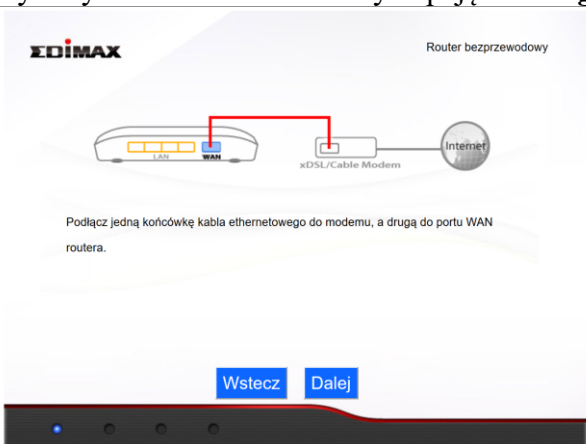 EDIMAX
Router bezprzewodowy
LAN
WAN
xDSL/Cable Modem
Internet
Podłącz jedną końcówkę kabla ethernetowego do modemu, a drugą do portu WAN
routera.
Wstecz
Dalej